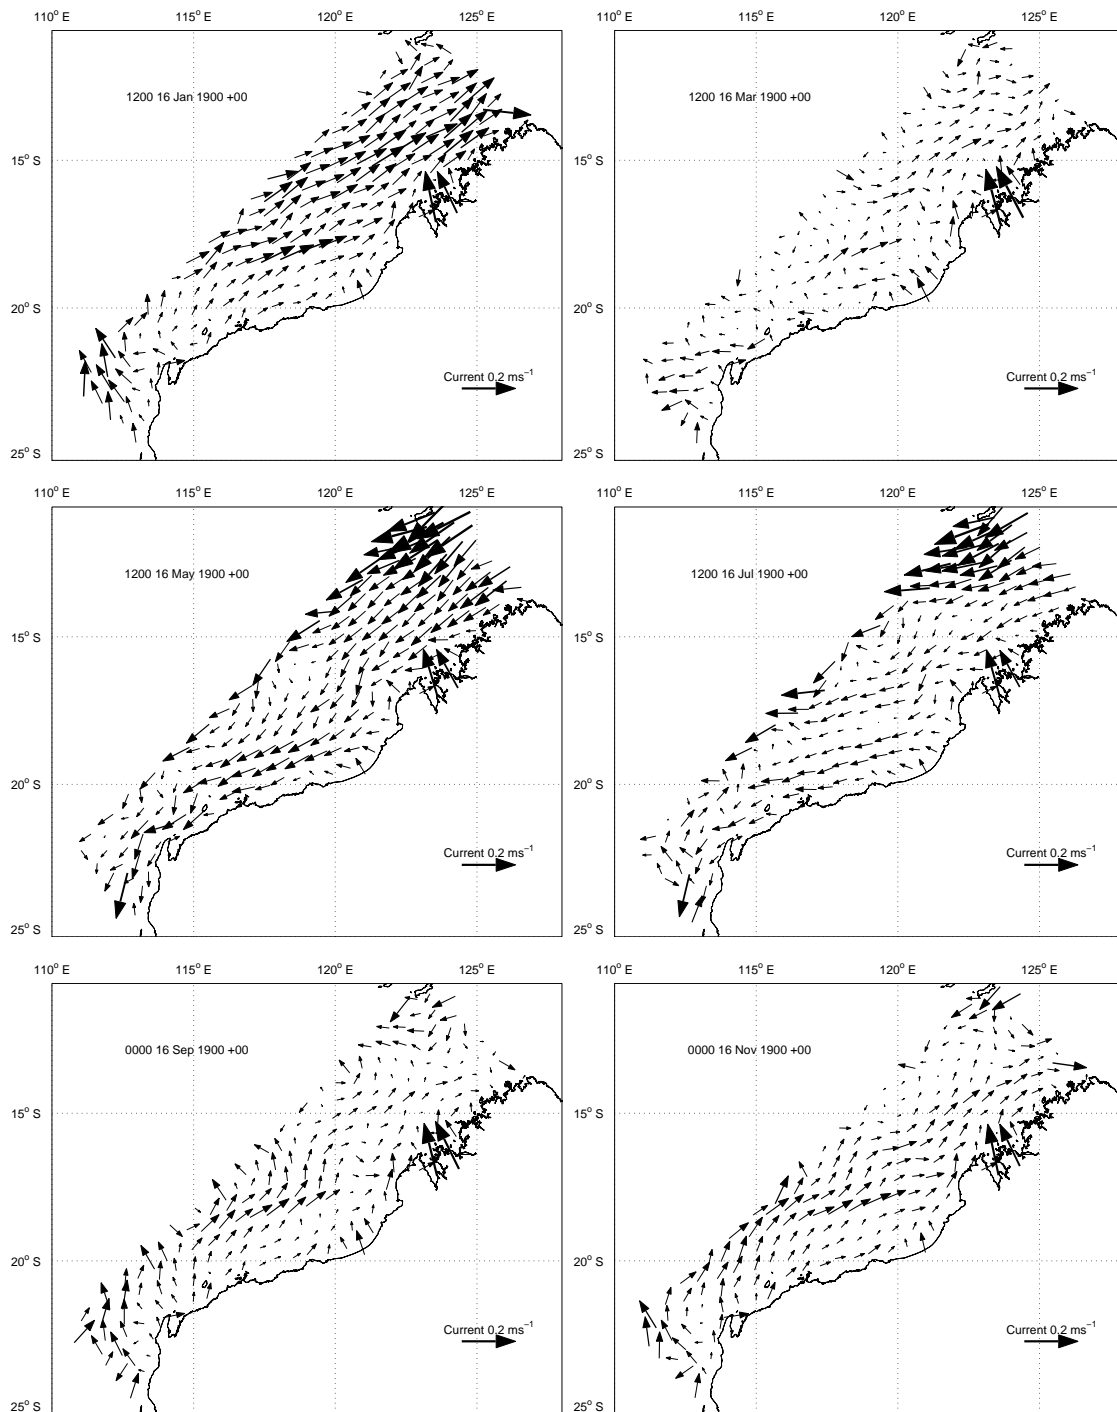 110° E 115° E 120° E 125° E 110° E 115° E 120° E 125° E
1200 16 Jan 1900 +00 1200 16 Mar 1900 +00
15° S 15° S
20° S 20° S
Current 0.2 ms⁻¹ Current 0.2 ms⁻¹
25° S 25° S
110° E 115° E 120° E 125° E 110° E 115° E 120° E 125° E
1200 16 May 1900 +00 1200 16 Jul 1900 +00
15° S 15° S
20° S 20° S
Current 0.2 ms⁻¹ Current 0.2 ms⁻¹
25° S 25° S
110° E 115° E 120° E 125° E 110° E 115° E 120° E 125° E
0000 16 Sep 1900 +00 0000 16 Nov 1900 +00
15° S 15° S
20° S 20° S
Current 0.2 ms⁻¹ Current 0.2 ms⁻¹
25° S 25° S